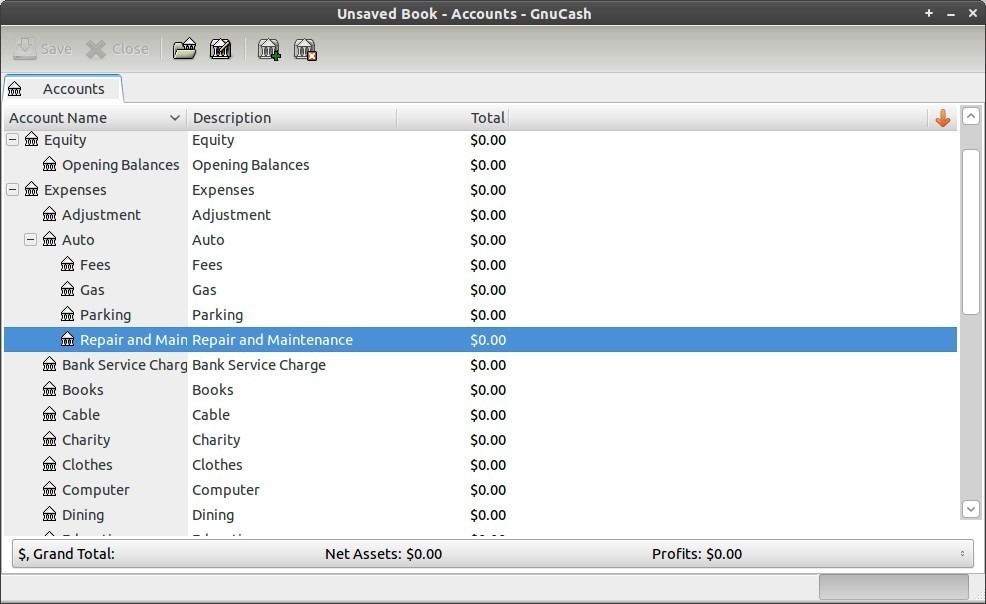 Unsaved Book - Accounts - GnuCash
Save Close
Accounts
Account Name Description Total
Equity Equity $0.00
Opening Balances Opening Balances $0.00
Expenses Expenses $0.00
Adjustment Adjustment $0.00
Auto Auto $0.00
Fees Fees $0.00
Gas Gas $0.00
Parking Parking $0.00
Repair and Main Repair and Maintenance $0.00
Bank Service Charg Bank Service Charge $0.00
Books Books $0.00
Cable Cable $0.00
Charity Charity $0.00
Clothes Clothes $0.00
Computer Computer $0.00
Dining Dining $0.00
$, Grand Total: Net Assets: $0.00 Profits: $0.00